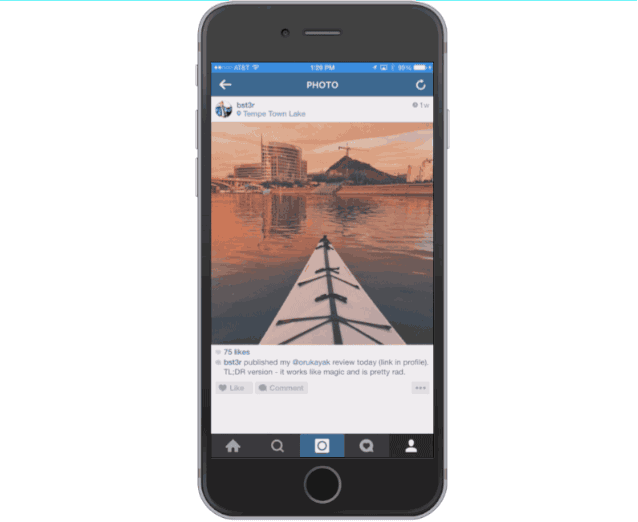 AT&T 1:29 PM 99%
PHOTO
bst3r 1w
Tempe Town Lake
75 likes
bst3r published my @orukayak review today (link in profile).
TL;DR version - it works like magic and is pretty rad.
Like Comment